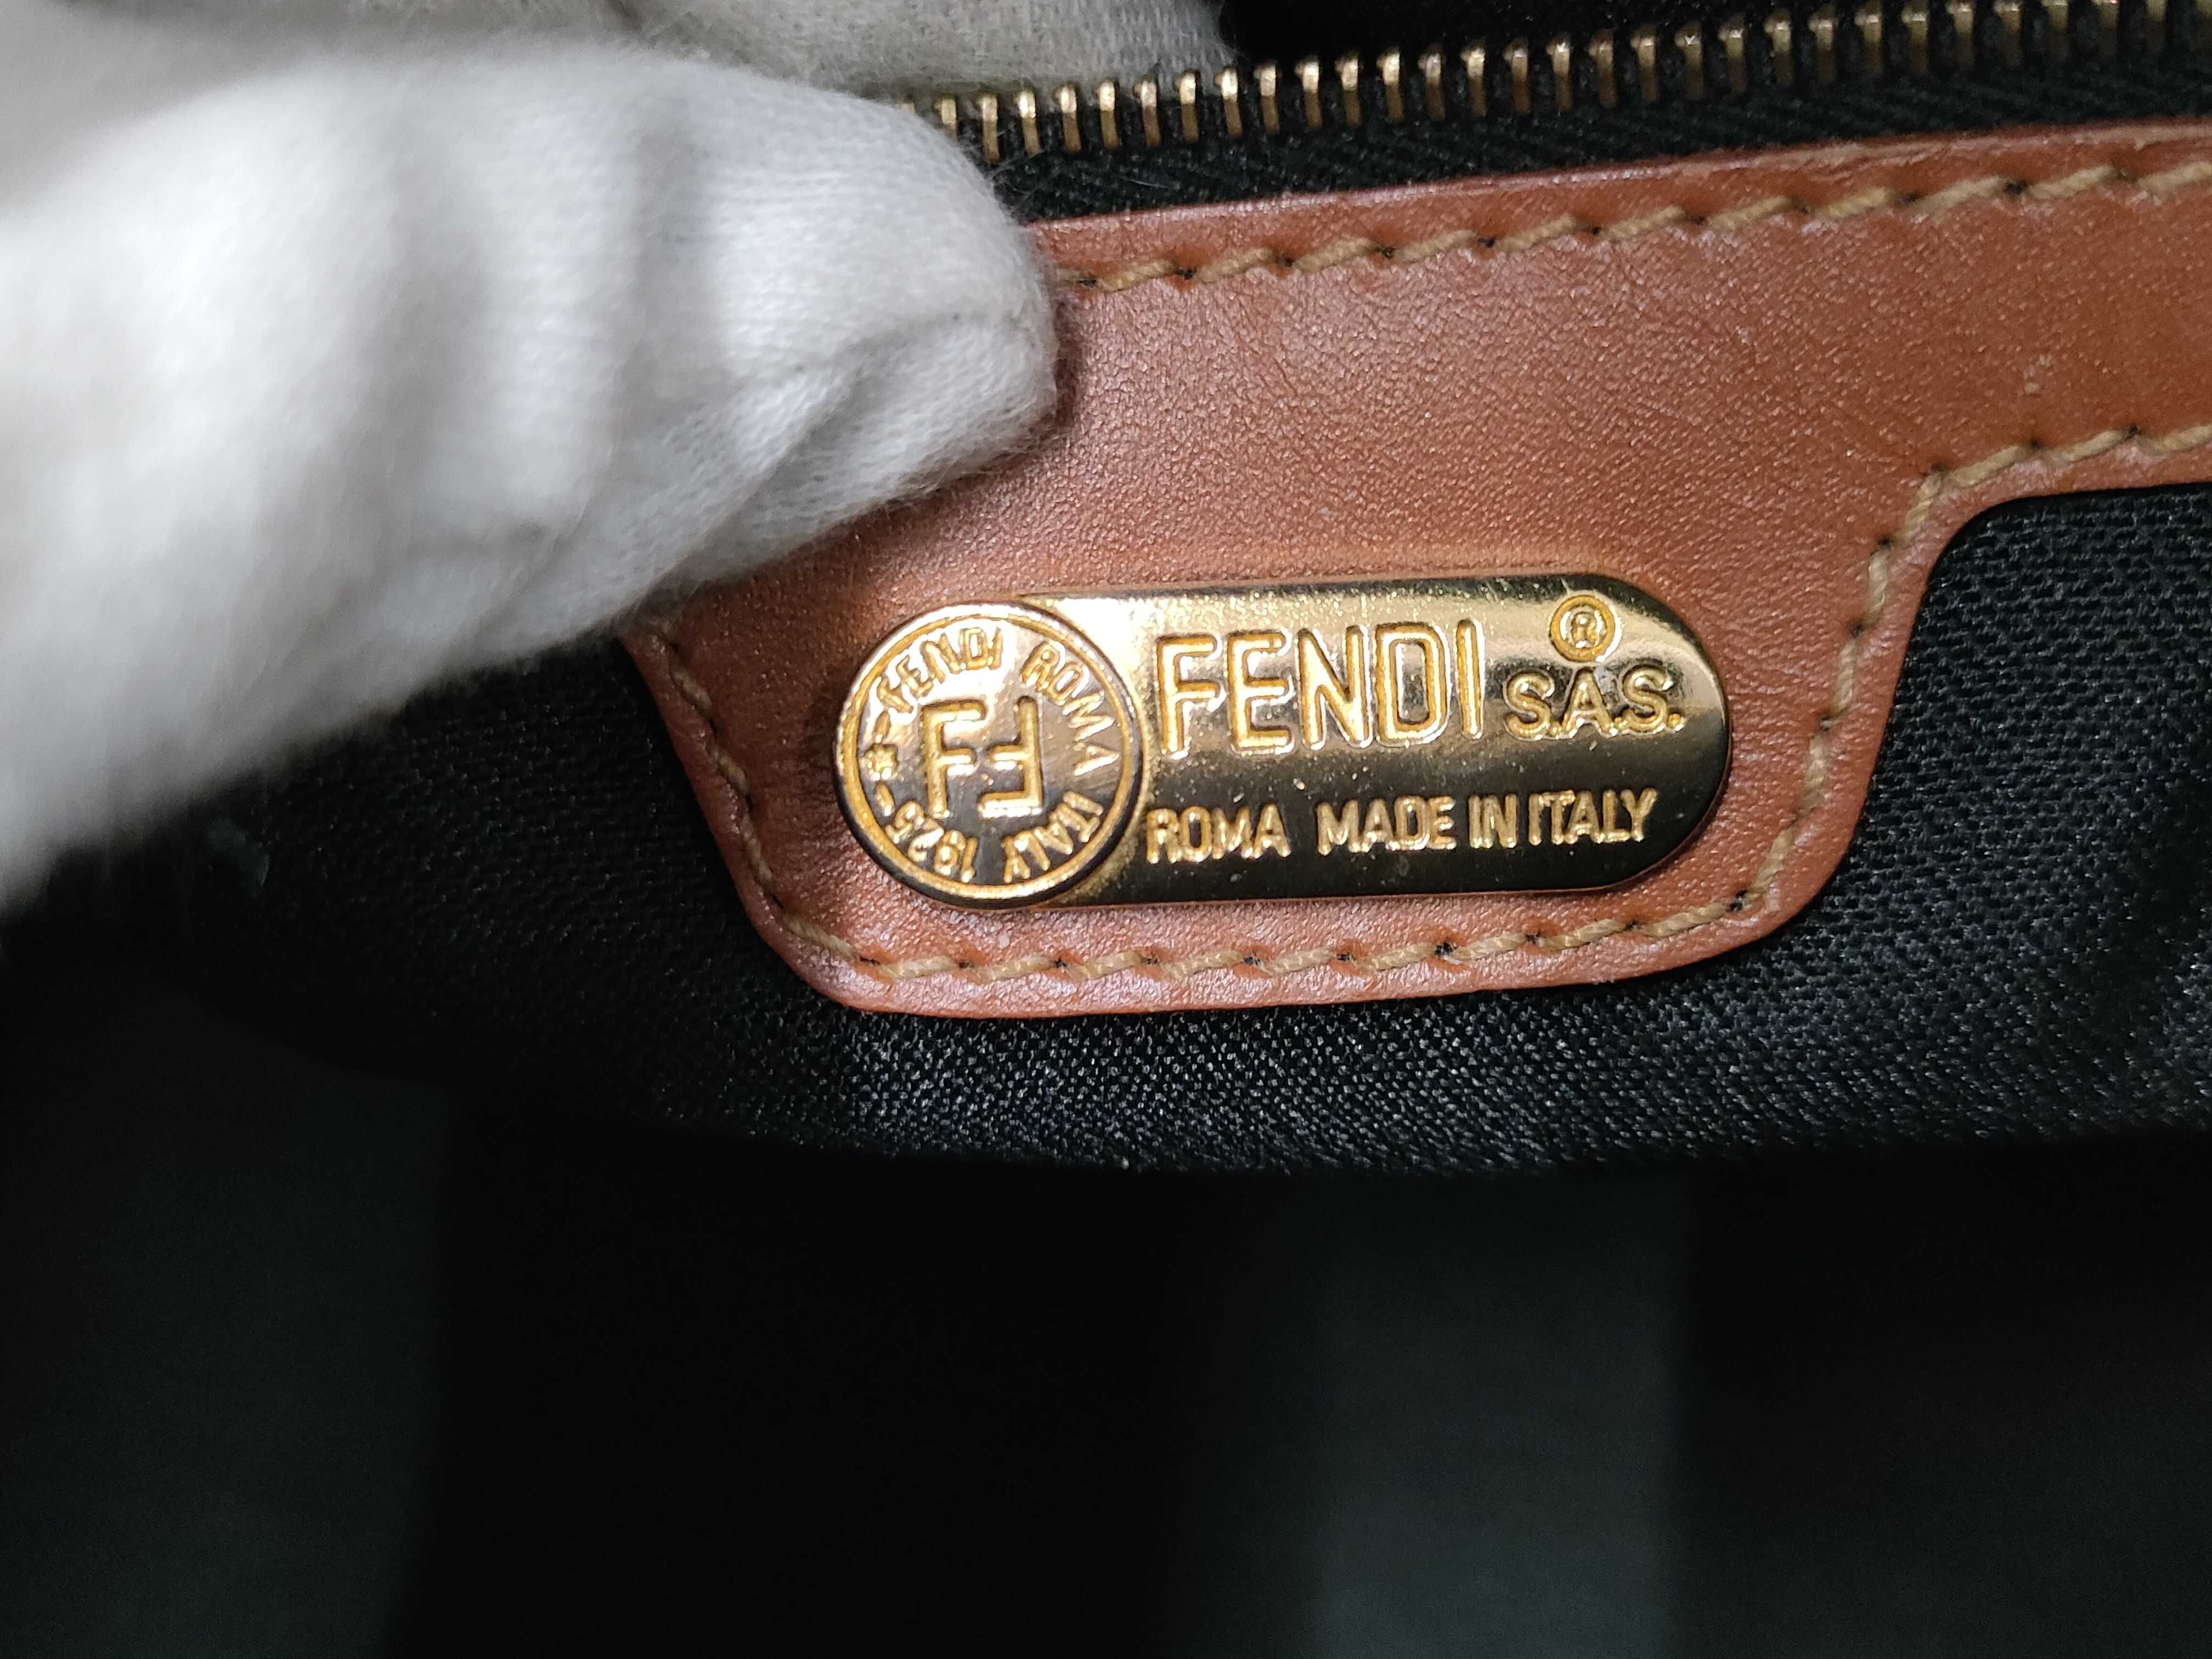 FENDI ROMA ITALY 1925
FF
FENDI S.A.S.®
ROMA MADE IN ITALY